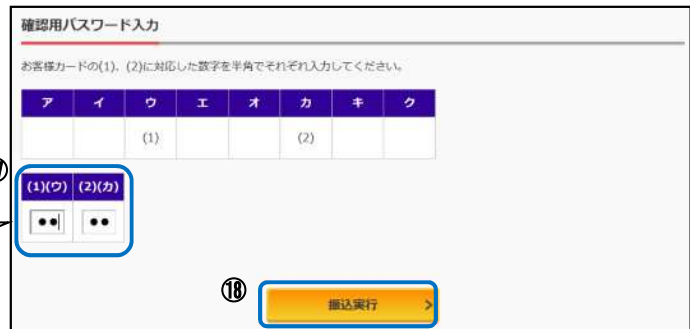 確認用パスワード入力
お客様カードの(1)、(2)に対応した数字を半角でそれぞれ入力してください。
ア イ ウ エ オ カ キ ク
(1) (2)
(1)(ウ) (2)(カ)
●● ●●
⑱ 振込実行 >